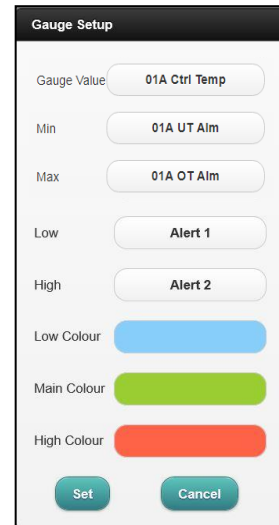 Gauge Setup
Gauge Value 01A Ctrl Temp
Min 01A UT Alm
Max 01A OT Alm
Low Alert 1
High Alert 2
Low Colour
Main Colour
High Colour
Set Cancel